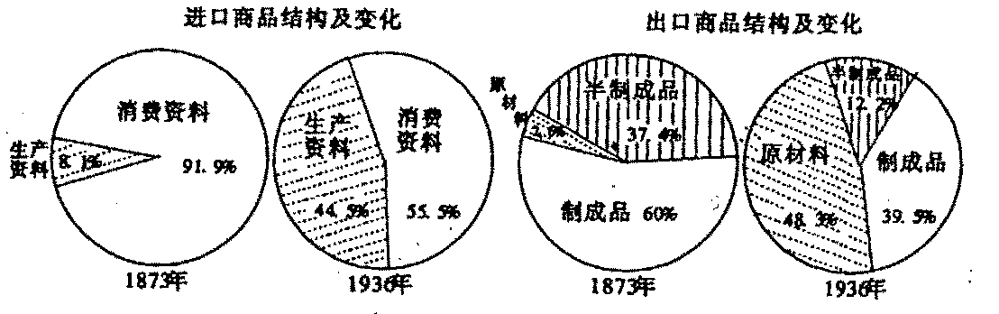 进口商品结构及变化
出口商品结构及变化
消费资料
91.9%
生产
资料
8.1%
1873年
生产
资料
44.5%
消费
资料
55.5%
1936年
原材料
半制成品
37.4%
制成品 60%
1873年
半制成品
12.2%
原材料
48.3%
制成品
39.5%
1936年